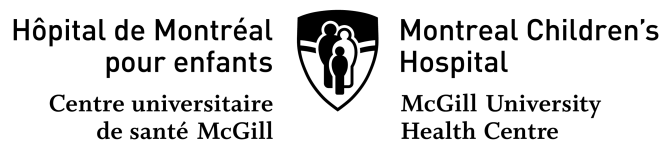 Hôpital de Montréal
pour enfants
Centre universitaire
de santé McGill
Montreal Children's
Hospital
McGill University
Health Centre